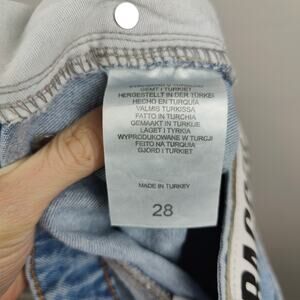 GEMT I TURKIET
HERGESTELLT IN DER TÜRKEI
HECHO EN TURQUÍA
VALMIS TURKISSA
FATTO IN TURCHIA
GEMAAKT IN TURKIJE
LAGET I TYRKIA
WYPRODUKOWANE W TURCJI
FEITO NA TURQUIA
GJORD I TURKIET
MADE IN TURKEY
28